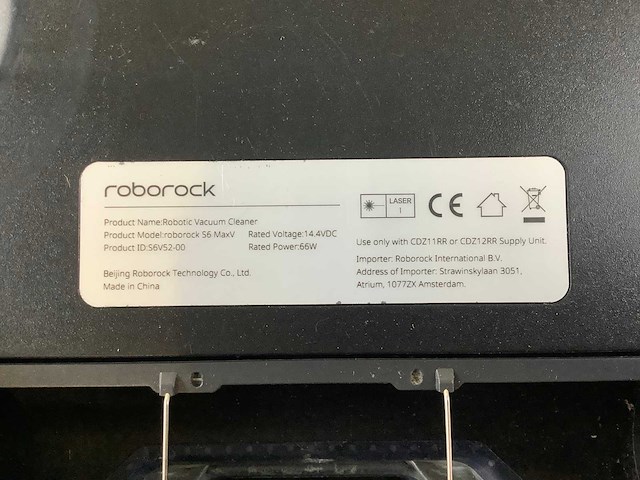 roborock
Product Name:Robotic Vacuum Cleaner
Product Model:roborock S6 MaxV Rated Voltage:14.4VDC
Product ID:S6V52-00 Rated Power:66W
Beijing Roborock Technology Co., Ltd.
Made in China
LASER
1
CE
Use only with CDZ11RR or CDZ12RR Supply Unit.
Importer: Roborock International B.V.
Address of Importer: Strawinskylaan 3051,
Atrium, 1077ZX Amsterdam.